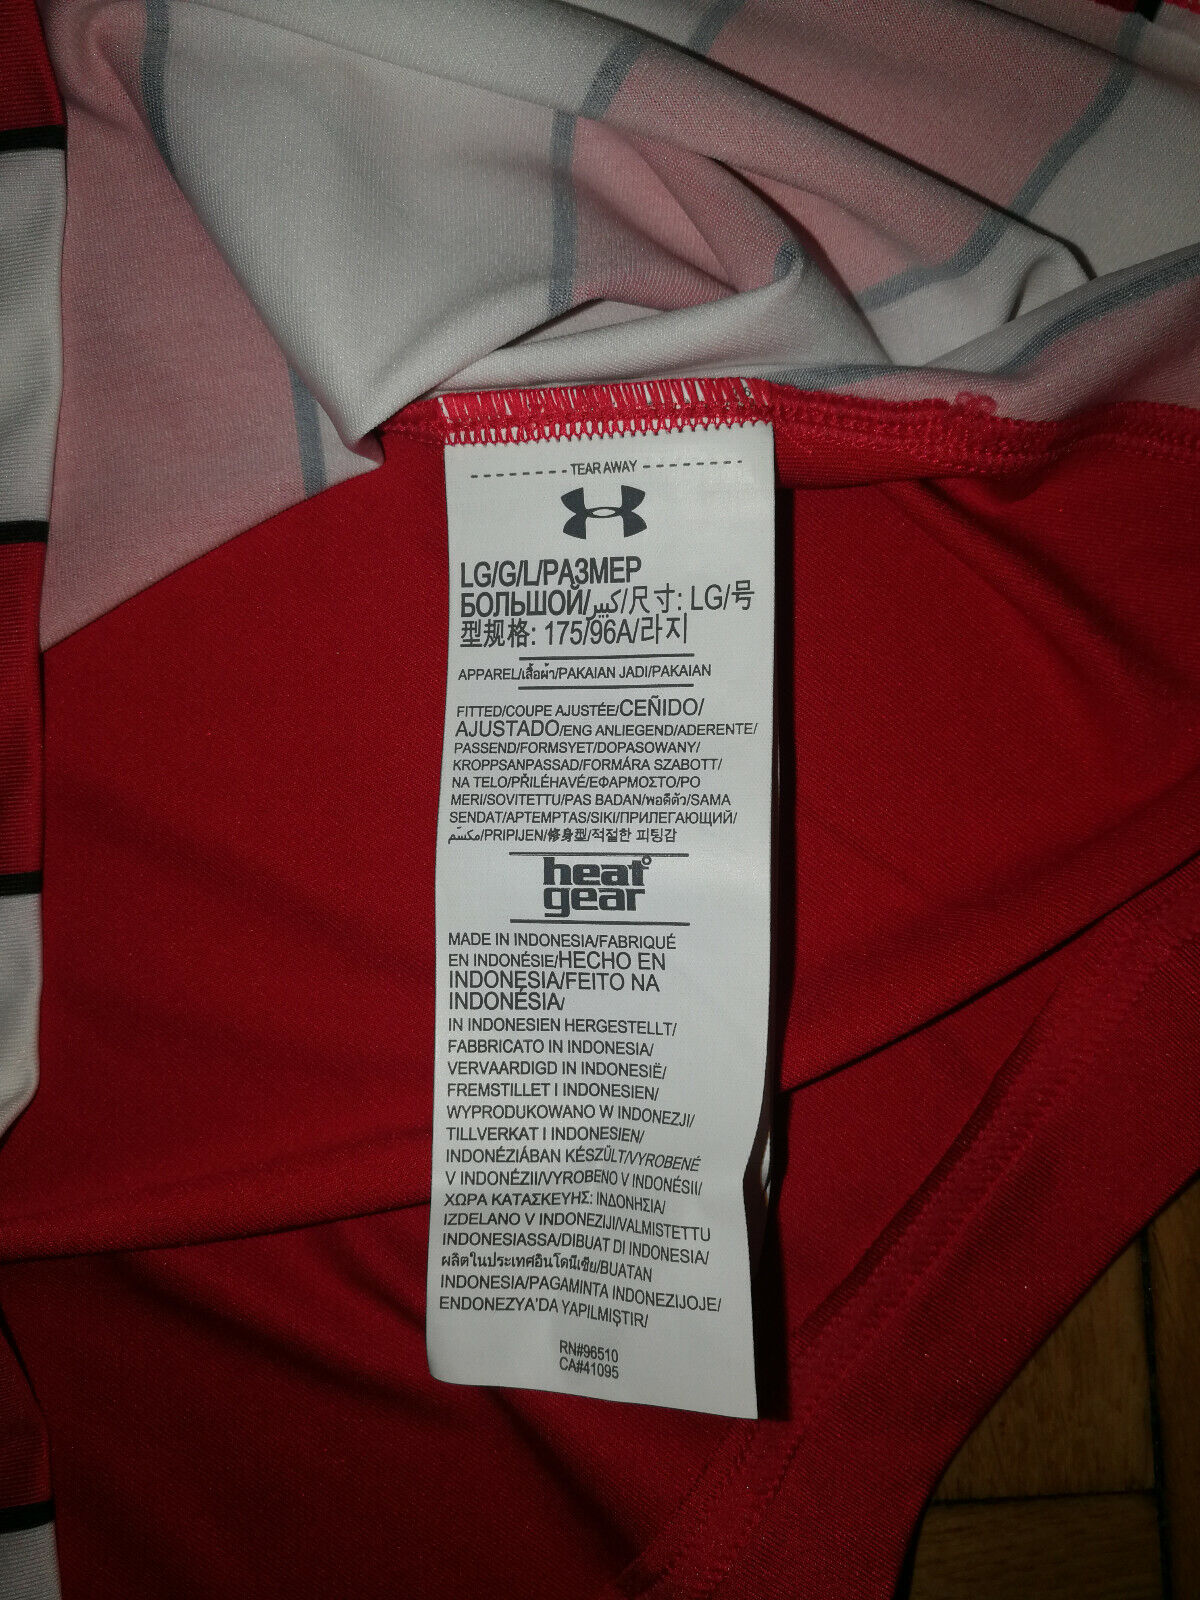 - - - - - - - - TEAR AWAY - - - - - - - -
LG/G/L/РАЗМЕР
БОЛЬШОЙ/كبير/尺寸: LG/号
型规格: 175/96A/라지
APPAREL/เสื้อผ้า/PAKAIAN JADI/PAKAIAN
FITTED/COUPE AJUSTÉE/CEÑIDO/
AJUSTADO/ENG ANLIEGEND/ADERENTE/
PASSEND/FORMSYET/DOPASOWANY/
KROPPSANPASSAD/FORMÁRA SZABOTT/
NA TELO/PŘILÉHAVÉ/ΕΦΑΡΜΟΣΤΟ/PO
MERI/SOVITETTU/PAS BADAN/พอดีตัว/SAMA
SENDAT/APTEMPTAS/SIKI/ПРИЛЕГАЮЩИЙ/
مكسّم/PRIPIJEN/修身型/적절한 피팅감
heat°
gear
MADE IN INDONESIA/FABRIQUÉ
EN INDONÉSIE/HECHO EN
INDONESIA/FEITO NA
INDONÉSIA/
IN INDONESIEN HERGESTELLT/
FABBRICATO IN INDONESIA/
VERVAARDIGD IN INDONESIË/
FREMSTILLET I INDONESIEN/
WYPRODUKOWANO W INDONEZJI/
TILLVERKAT I INDONESIEN/
INDONÉZIÁBAN KÉSZÜLT/VYROBENÉ
V INDONÉZII/VYROBENO V INDONÉSII/
ΧΩΡΑ ΚΑΤΑΣΚΕΥΗΣ: ΙΝΔΟΝΗΣΙΑ/
IZDELANO V INDONEZIJI/VALMISTETTU
INDONESIASSA/DIBUAT DI INDONESIA/
ผลิตในประเทศอินโดนีเซีย/BUATAN
INDONESIA/PAGAMINTA INDONEZIJOJE/
ENDONEZYA'DA YAPILMIŞTIR/
RN#96510
CA#41095